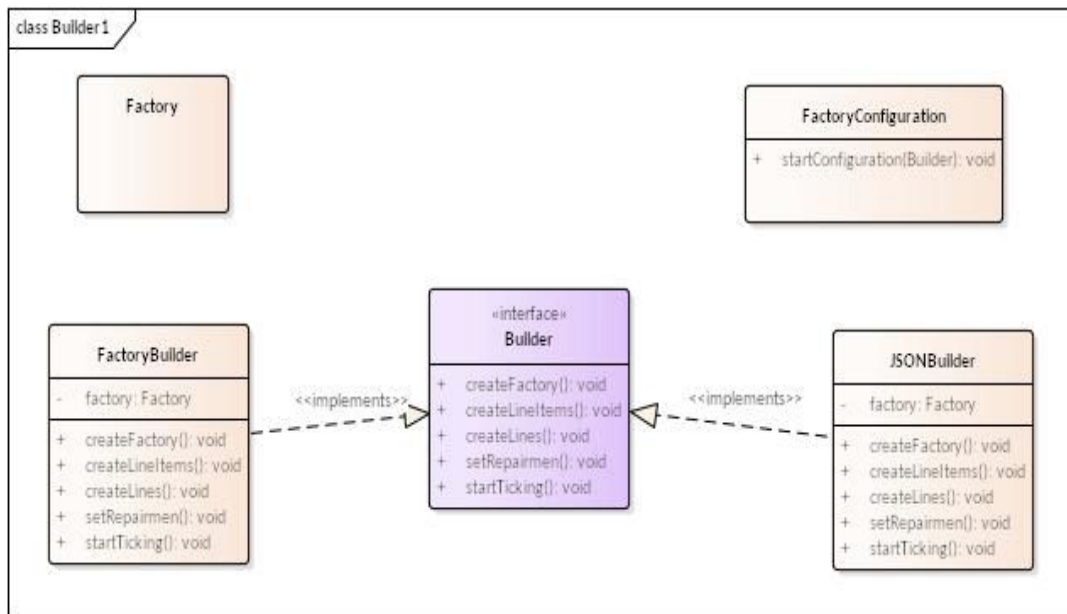 class Builder1
Factory
FactoryConfiguration
+ startConfiguration(Builder): void
«interface»
Builder
+ createFactory(): void
+ createLineItems(): void
+ createLines(): void
+ setRepairmen(): void
+ startTicking(): void
FactoryBuilder
- factory: Factory
+ createFactory(): void
+ createLineItems(): void
+ createLines(): void
+ setRepairmen(): void
+ startTicking(): void
<<implements>>
<<implements>>
JSONBuilder
- factory: Factory
+ createFactory(): void
+ createLineItems(): void
+ createLines(): void
+ setRepairmen(): void
+ startTicking(): void